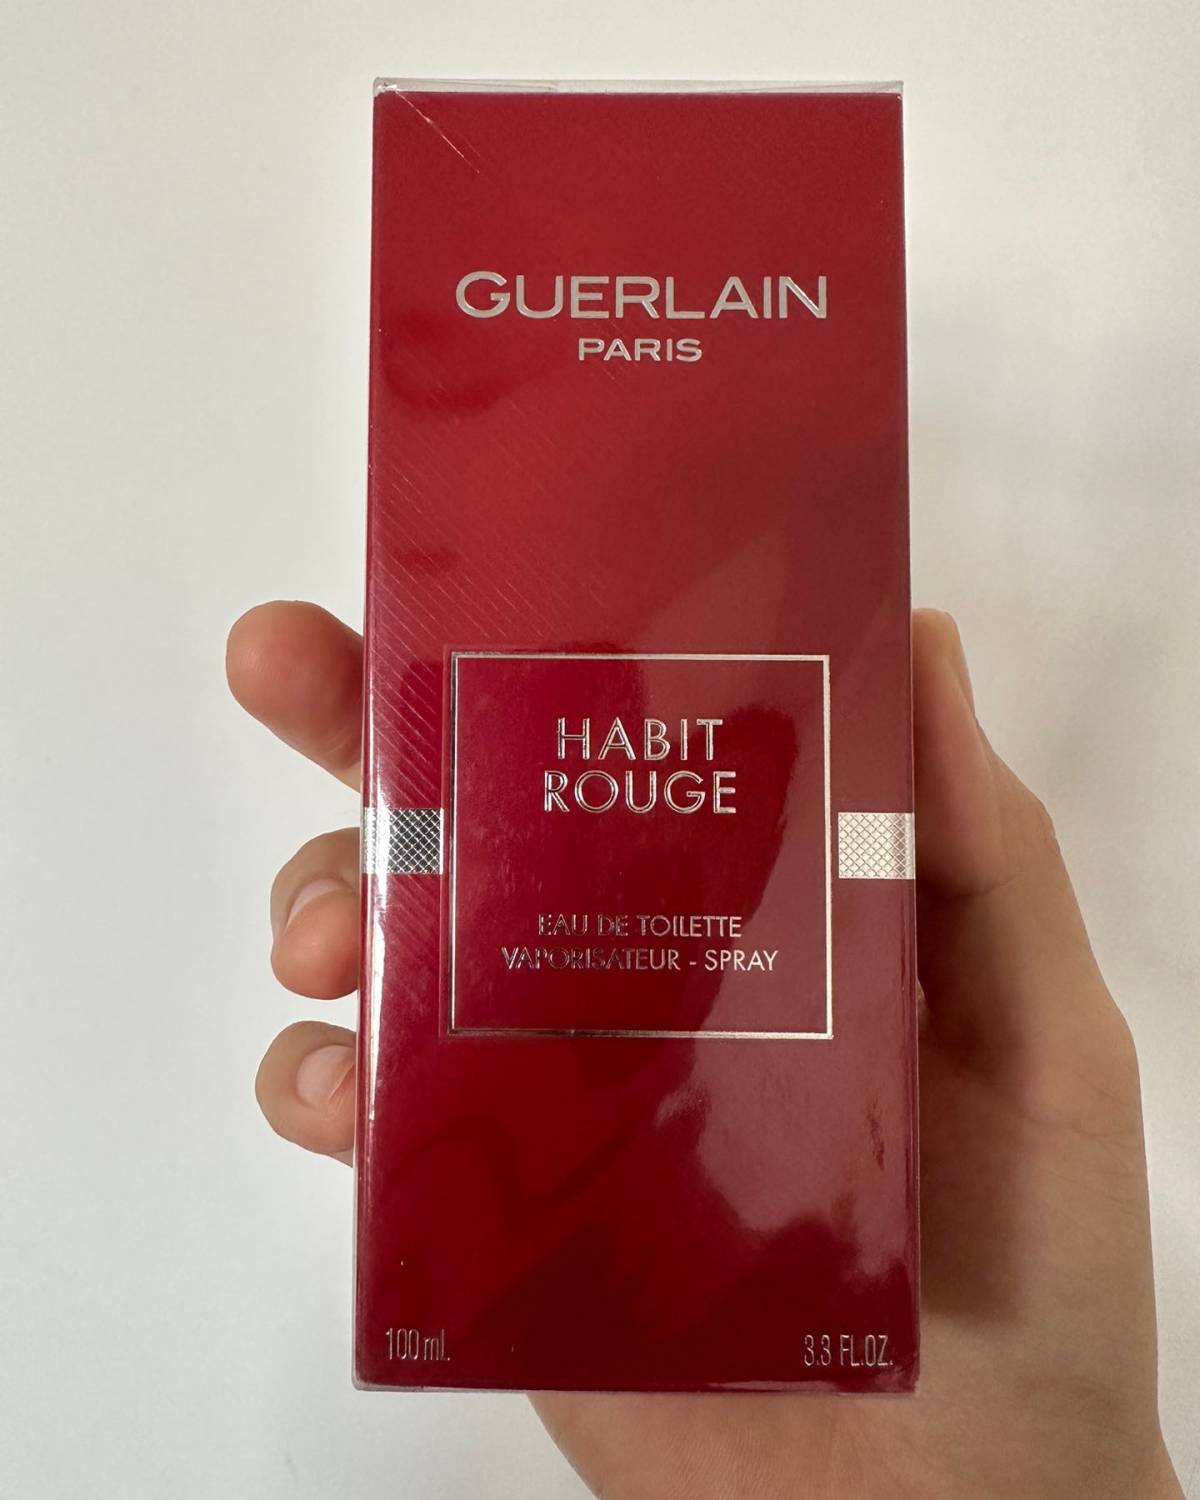 GUERLAIN
PARIS
HABIT
ROUGE
EAU DE TOILETTE
VAPORISATEUR - SPRAY
100 mL
3.3 FL.OZ.